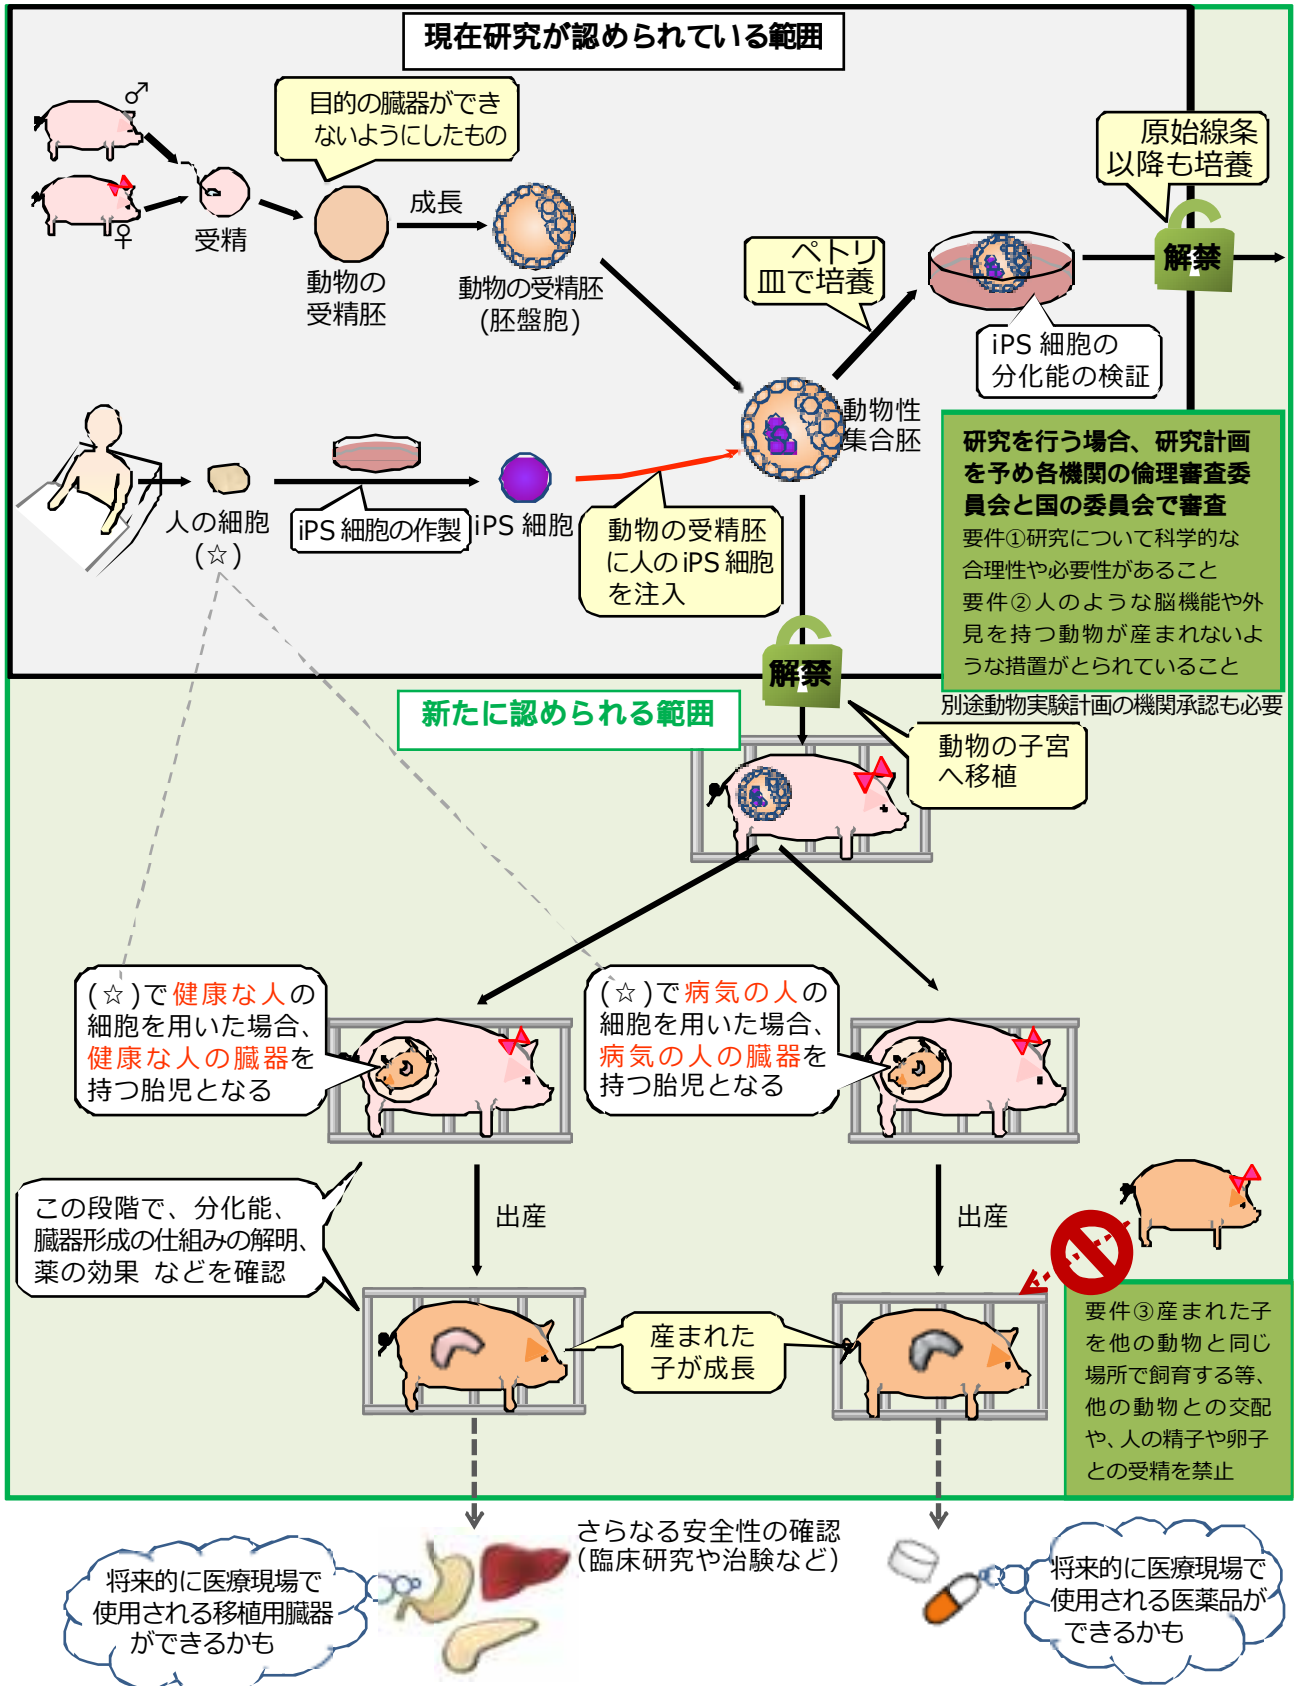 現在研究が認められている範囲
目的の臓器ができ
ないようにしたもの
原始線条
以降も培養
♂
♀
受精
成長
動物の
受精胚
動物の受精胚
(胚盤胞)
ペトリ
皿で培養
解禁
iPS 細胞の
分化能の検証
動物性
集合胚
人の細胞
(☆)
iPS 細胞の作製
iPS 細胞
動物の受精胚
に人の iPS 細胞
を注入
研究を行う場合、研究計画
を予め各機関の倫理審査委
員会と国の委員会で審査
要件①研究について科学的な
合理性や必要性があること
要件②人のような脳機能や外
見を持つ動物が産まれないよ
うな措置がとられていること
別途動物実験計画の機関承認も必要
解禁
新たに認められる範囲
動物の子宮
へ移植
(☆)で健康な人の
細胞を用いた場合、
健康な人の臓器を
持つ胎児となる
(☆)で病気の人の
細胞を用いた場合、
病気の人の臓器を
持つ胎児となる
この段階で、分化能、
臓器形成の仕組みの解明、
薬の効果 などを確認
出産
出産
産まれた
子が成長
要件③産まれた子
を他の動物と同じ
場所で飼育する等、
他の動物との交配
や、人の精子や卵子
との受精を禁止
さらなる安全性の確認
(臨床研究や治験など)
将来的に医療現場で
使用される移植用臓器
ができるかも
将来的に医療現場で
使用される医薬品が
できるかも